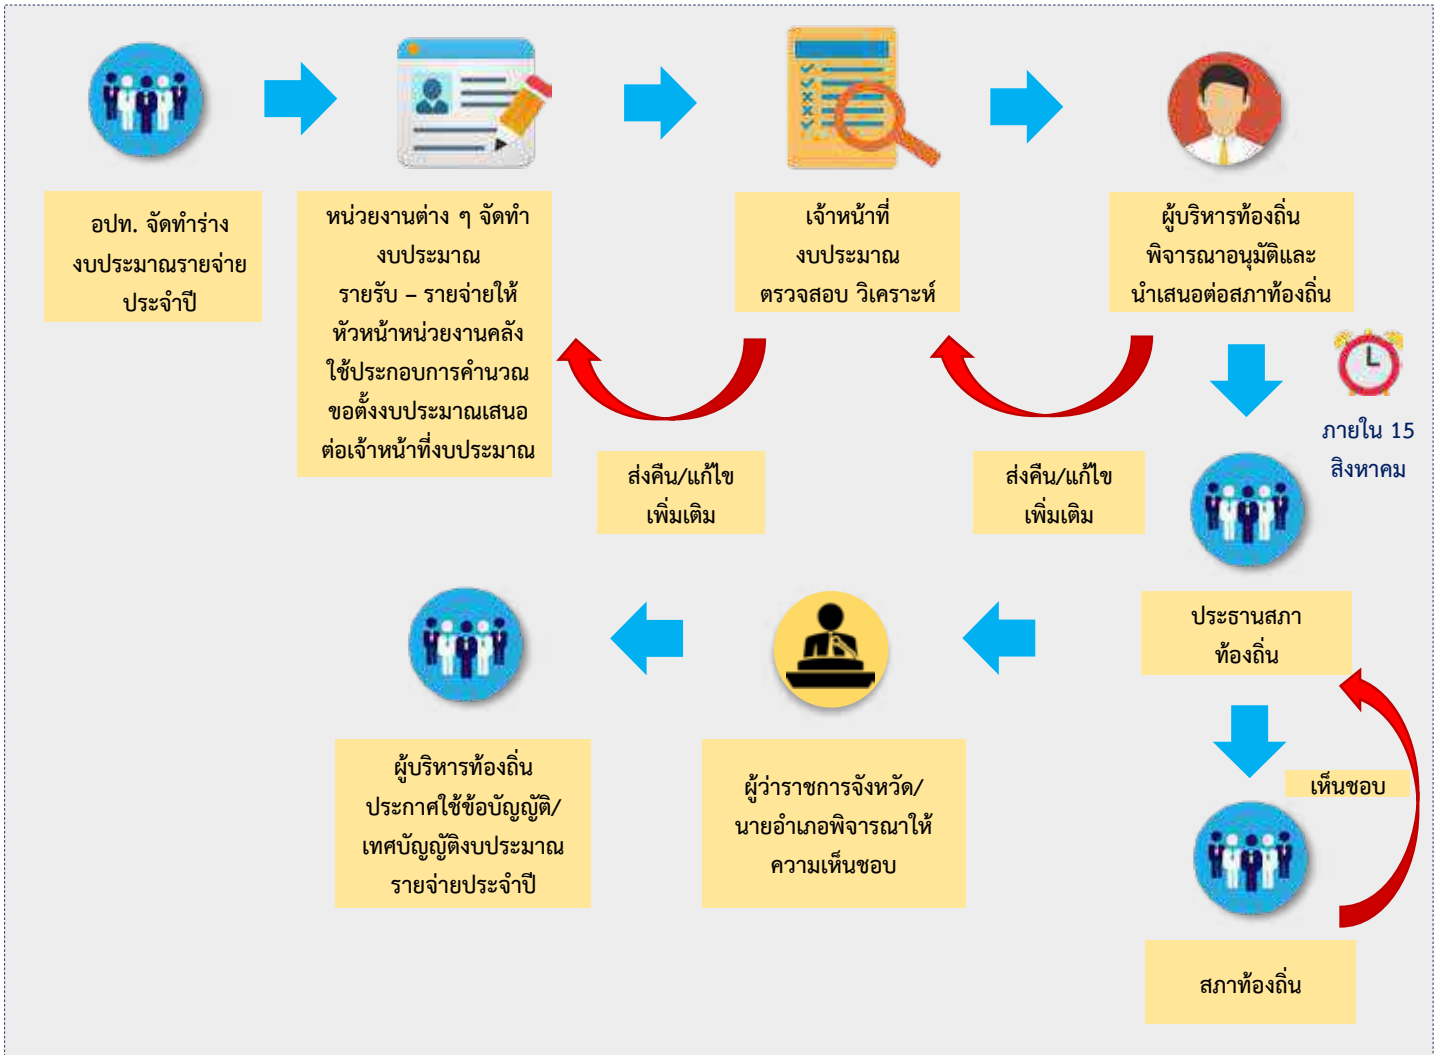 อปท. จัดทำร่าง
งบประมาณรายจ่าย
ประจำปี
หน่วยงานต่าง ๆ จัดทำ
งบประมาณ
รายรับ – รายจ่ายให้
หัวหน้าหน่วยงานคลัง
ใช้ประกอบการคำนวณ
ขอตั้งงบประมาณเสนอ
ต่อเจ้าหน้าที่งบประมาณ
เจ้าหน้าที่
งบประมาณ
ตรวจสอบ วิเคราะห์
ผู้บริหารท้องถิ่น
พิจารณาอนุมัติและ
นำเสนอต่อสภาท้องถิ่น
ภายใน 15
สิงหาคม
ส่งคืน/แก้ไข
เพิ่มเติม
ส่งคืน/แก้ไข
เพิ่มเติม
ประธานสภา
ท้องถิ่น
เห็นชอบ
สภาท้องถิ่น
ผู้ว่าราชการจังหวัด/
นายอำเภอพิจารณาให้
ความเห็นชอบ
ผู้บริหารท้องถิ่น
ประกาศใช้ข้อบัญญัติ/
เทศบัญญัติงบประมาณ
รายจ่ายประจำปี